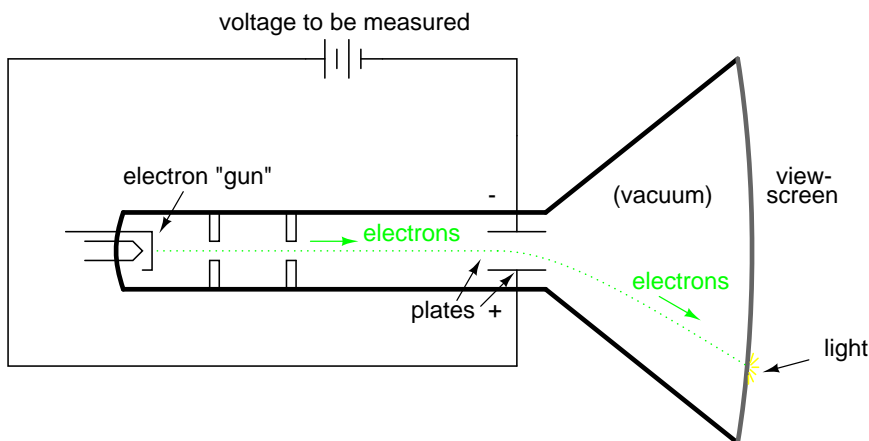 voltage to be measured
electron "gun"
-
(vacuum)
view-
screen
electrons
electrons
plates
+
light